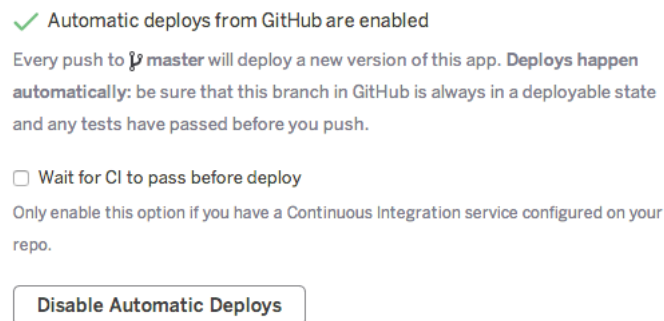 Automatic deploys from GitHub are enabled
Every push to master will deploy a new version of this app. Deploys happen
automatically: be sure that this branch in GitHub is always in a deployable state
and any tests have passed before you push.
Wait for CI to pass before deploy
Only enable this option if you have a Continuous Integration service configured on your
repo.
Disable Automatic Deploys